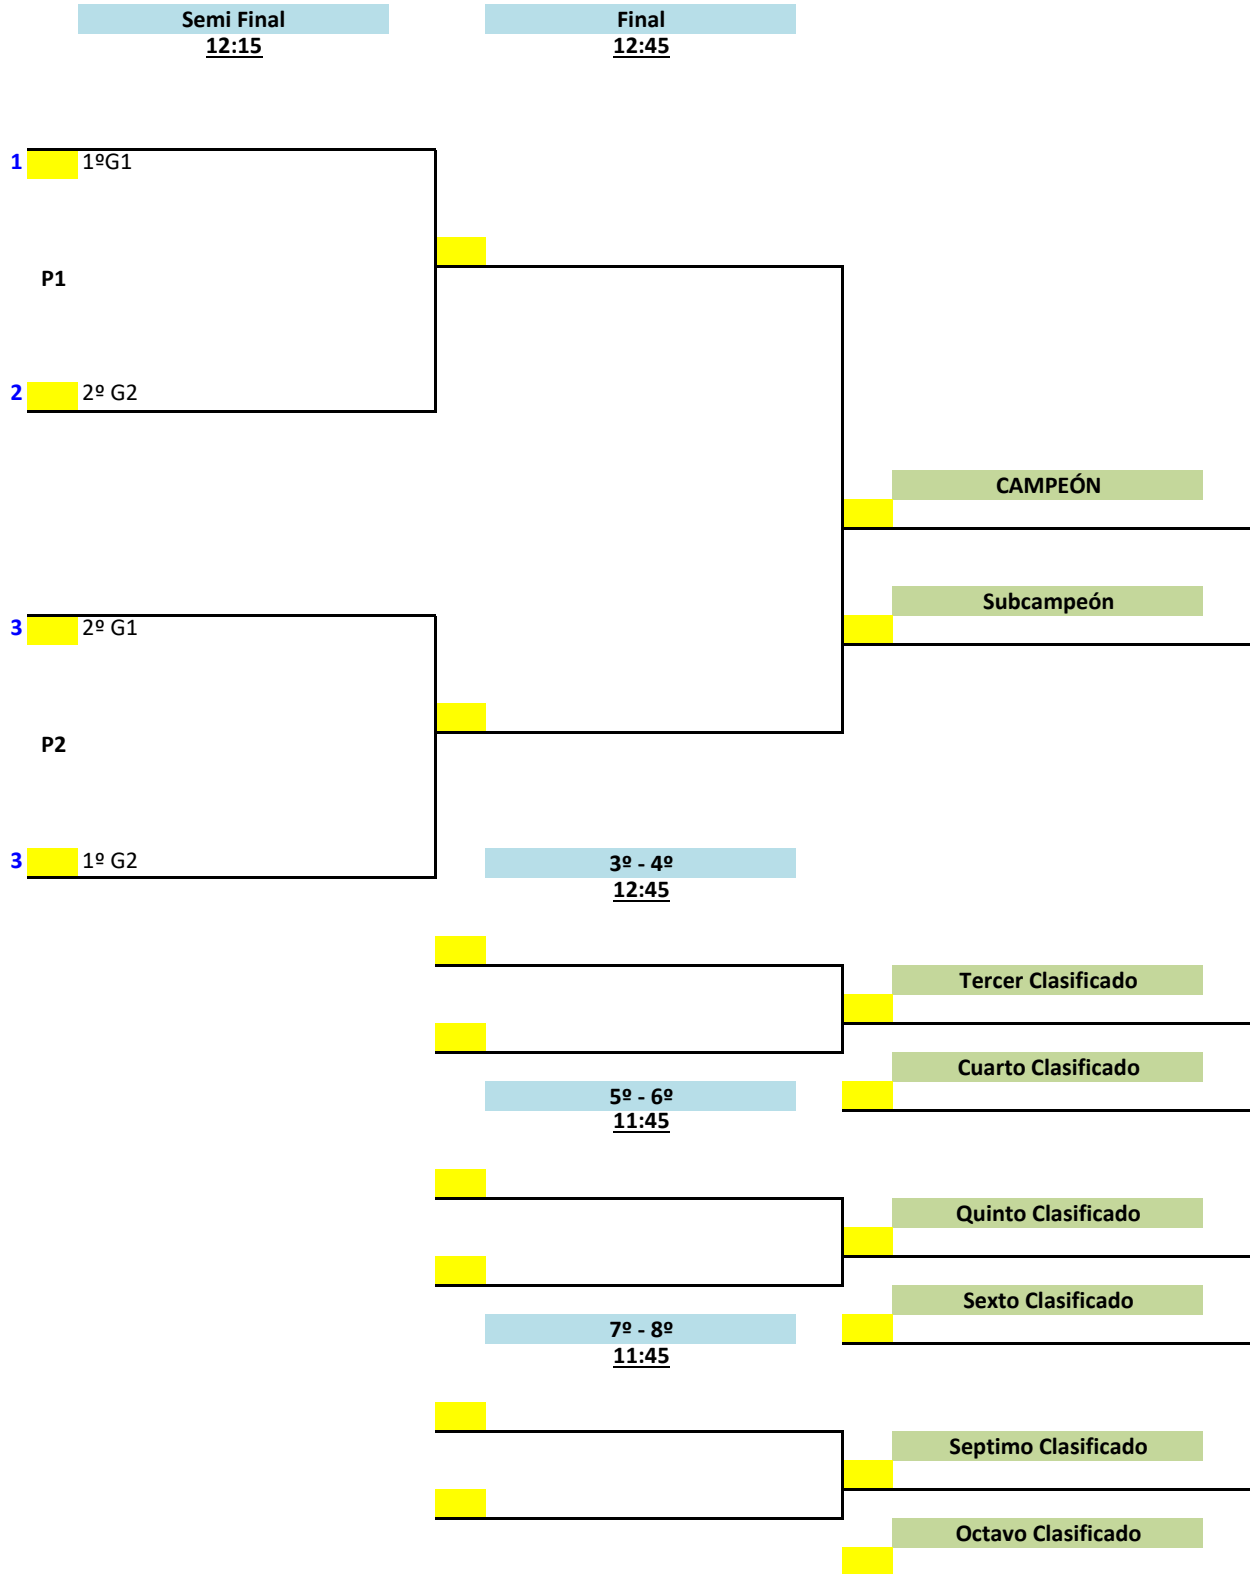 Semi Final
Final
12:15
12:45
1 1ºG1
P1
2 2º G2
CAMPEÓN
Subcampeón
3 2º G1
P2
3 1º G2
3º - 4º
12:45
Tercer Clasificado
Cuarto Clasificado
5º - 6º
11:45
Quinto Clasificado
Sexto Clasificado
7º - 8º
11:45
Septimo Clasificado
Octavo Clasificado